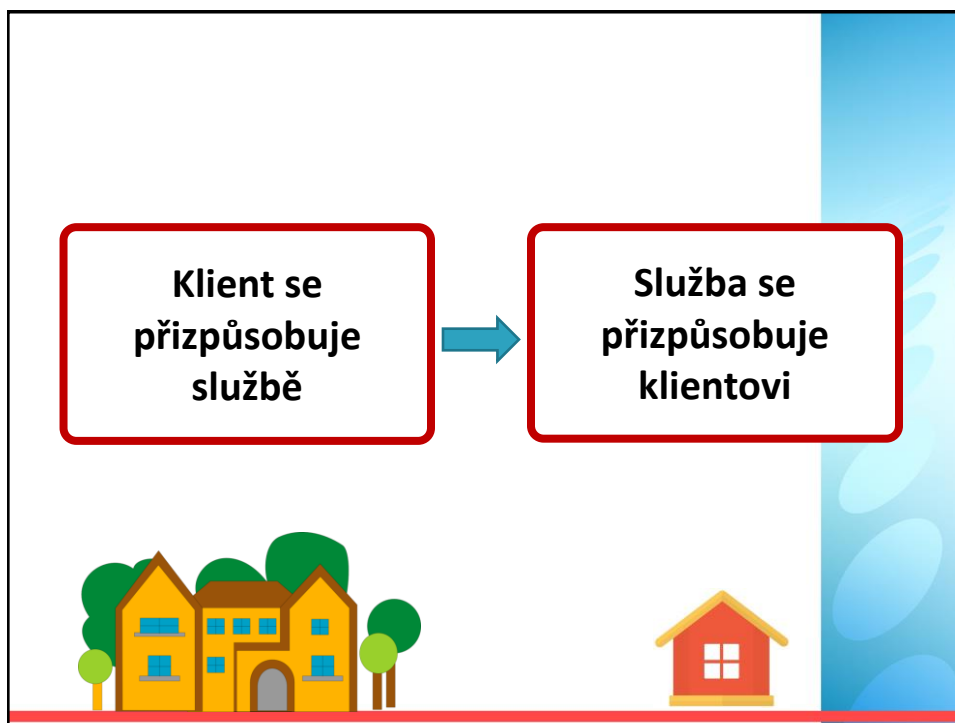 Klient se
přizpůsobuje
službě
Služba se
přizpůsobuje
klientovi